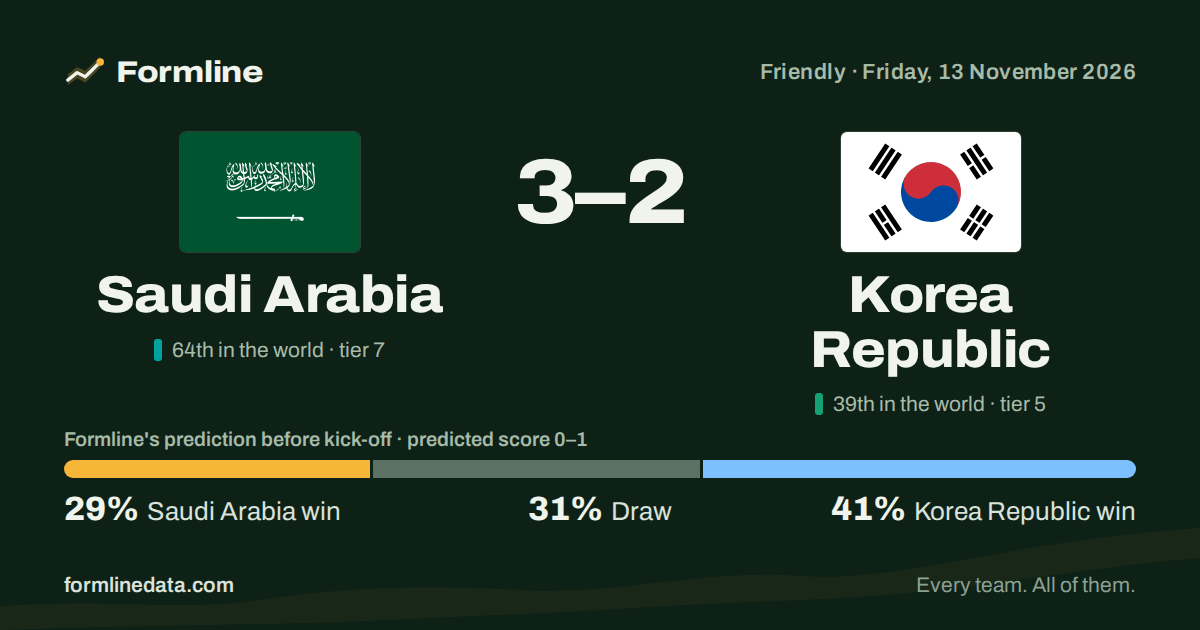 Formline
Friendly · Friday, 13 November 2026
3–2
Saudi Arabia
64th in the world · tier 7
Korea
Republic
39th in the world · tier 5
Formline's prediction before kick-off · predicted score 0–1
29% Saudi Arabia win
31% Draw
41% Korea Republic win
formlinedata.com
Every team. All of them.